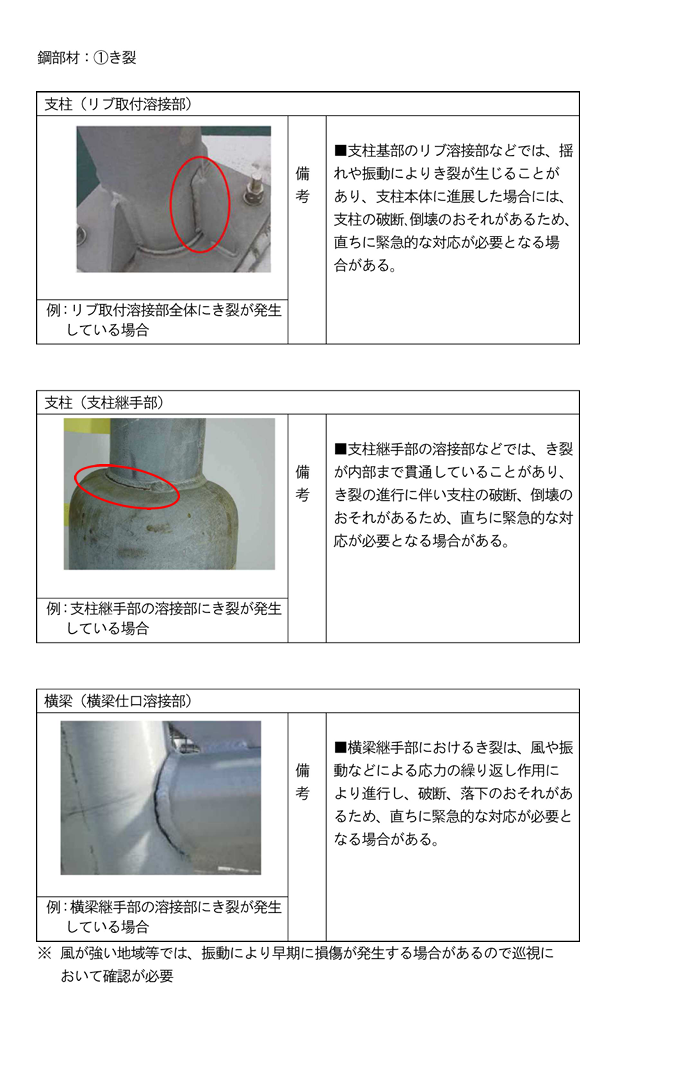 鋼部材：①き裂
支柱（リブ取付溶接部）
備
考
■支柱基部のリブ溶接部などでは、揺
れや振動によりき裂が生じることが
あり、支柱本体に進展した場合には、
支柱の破断、倒壊のおそれがあるため、
直ちに緊急的な対応が必要となる場
合がある。
例：リブ取付溶接部全体にき裂が発生
している場合
支柱（支柱継手部）
備
考
■支柱継手部の溶接部などでは、き裂
が内部まで貫通していることがあり、
き裂の進行に伴い支柱の破断、倒壊の
おそれがあるため、直ちに緊急的な対
応が必要となる場合がある。
例：支柱継手部の溶接部にき裂が発生
している場合
横梁（横梁仕口溶接部）
備
考
■横梁継手部におけるき裂は、風や振
動などによる応力の繰り返し作用に
より進行し、破断、落下のおそれがあ
るため、直ちに緊急的な対応が必要と
なる場合がある。
例：横梁継手部の溶接部にき裂が発生
している場合
※ 風が強い地域等では、振動により早期に損傷が発生する場合があるので巡視に
おいて確認が必要